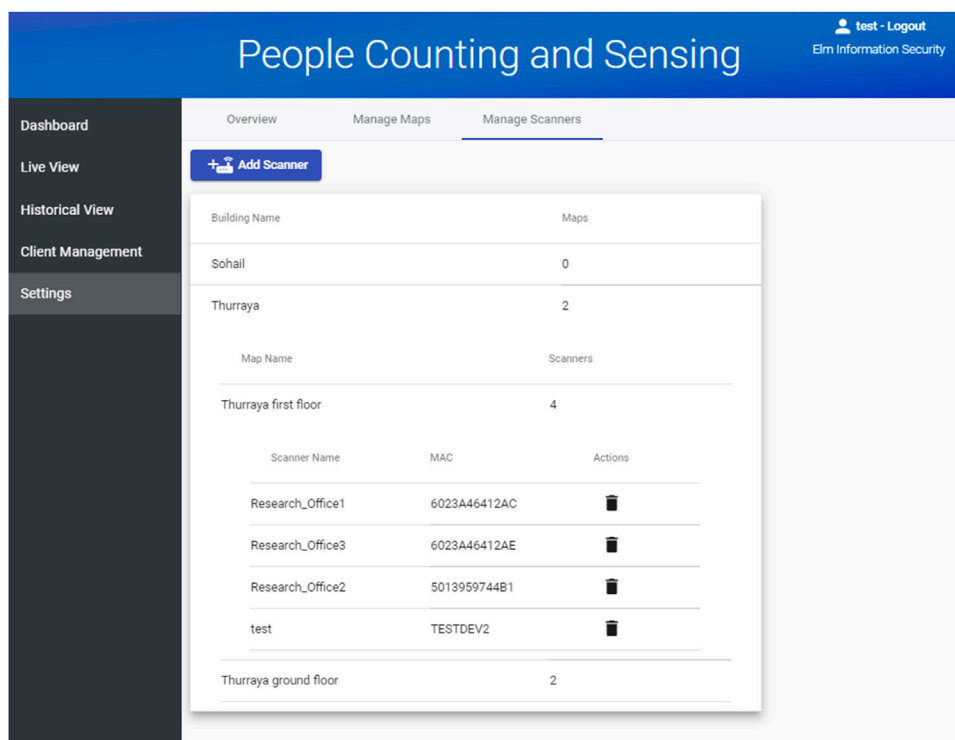 test - Logout
People Counting and Sensing
Elm Information Security
Dashboard
Live View
Historical View
Client Management
Settings
Overview Manage Maps Manage Scanners
+ Add Scanner
Building Name Maps
Sohail 0
Thurraya 2
Map Name Scanners
Thurraya first floor 4
Scanner Name MAC Actions
Research_Office1 6023A46412AC
Research_Office3 6023A46412AE
Research_Office2 5013959744B1
test TESTDEV2
Thurraya ground floor 2